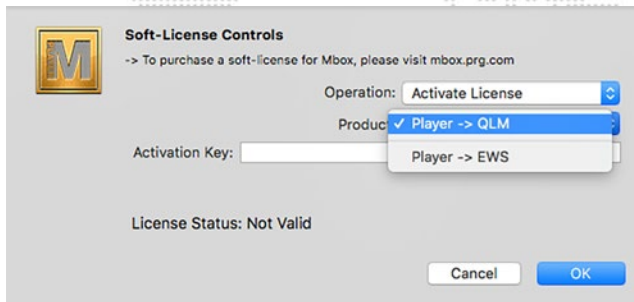 M
Soft-License Controls
-> To purchase a soft-license for Mbox, please visit mbox.prg.com
Operation: Activate License
Product ✓ Player -> QLM
Player -> EWS
Activation Key:
License Status: Not Valid
Cancel OK